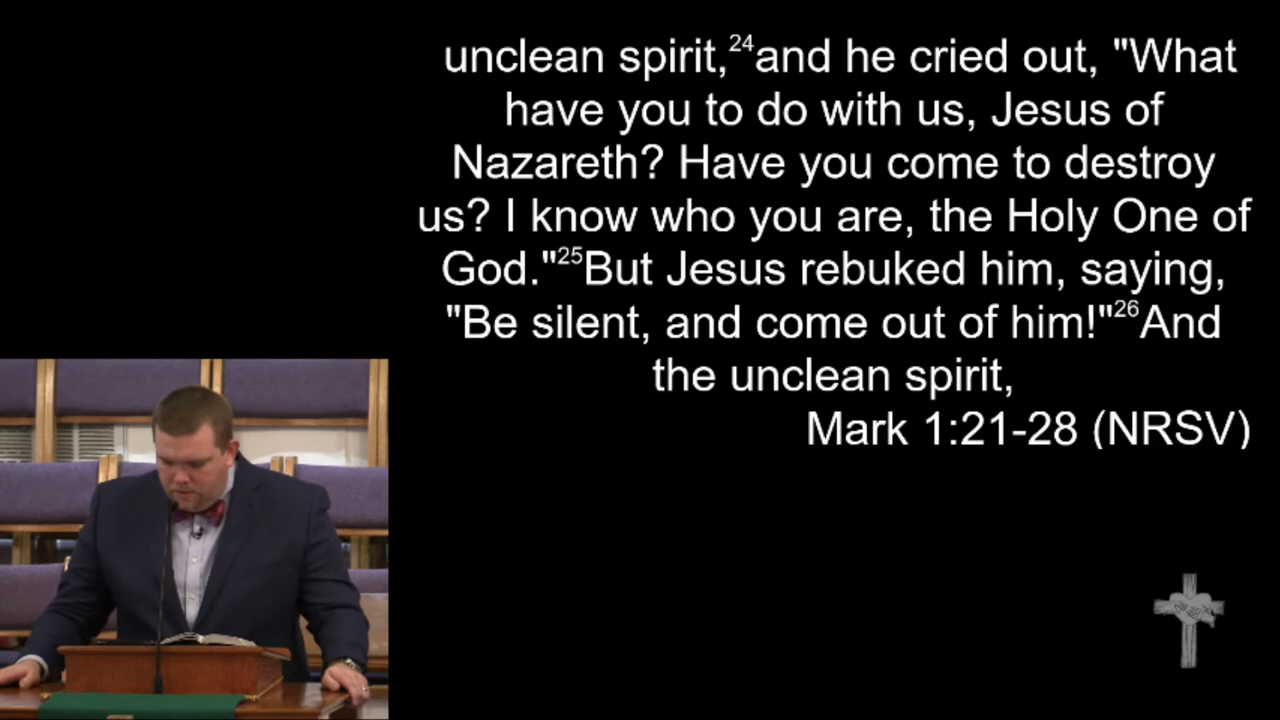 unclean spirit,²⁴and he cried out, "What
have you to do with us, Jesus of
Nazareth? Have you come to destroy
us? I know who you are, the Holy One of
God."²⁵But Jesus rebuked him, saying,
"Be silent, and come out of him!"²⁶And
the unclean spirit,
Mark 1:21-28 (NRSV)